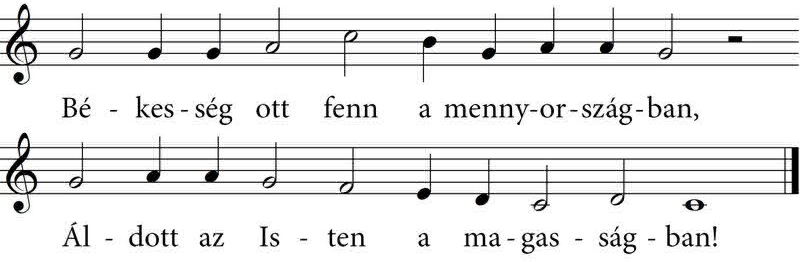 Bé - kes - ség ott fenn a menny-or-szág-ban,
Ál - dott az Is - ten a ma-gas - ság - ban!